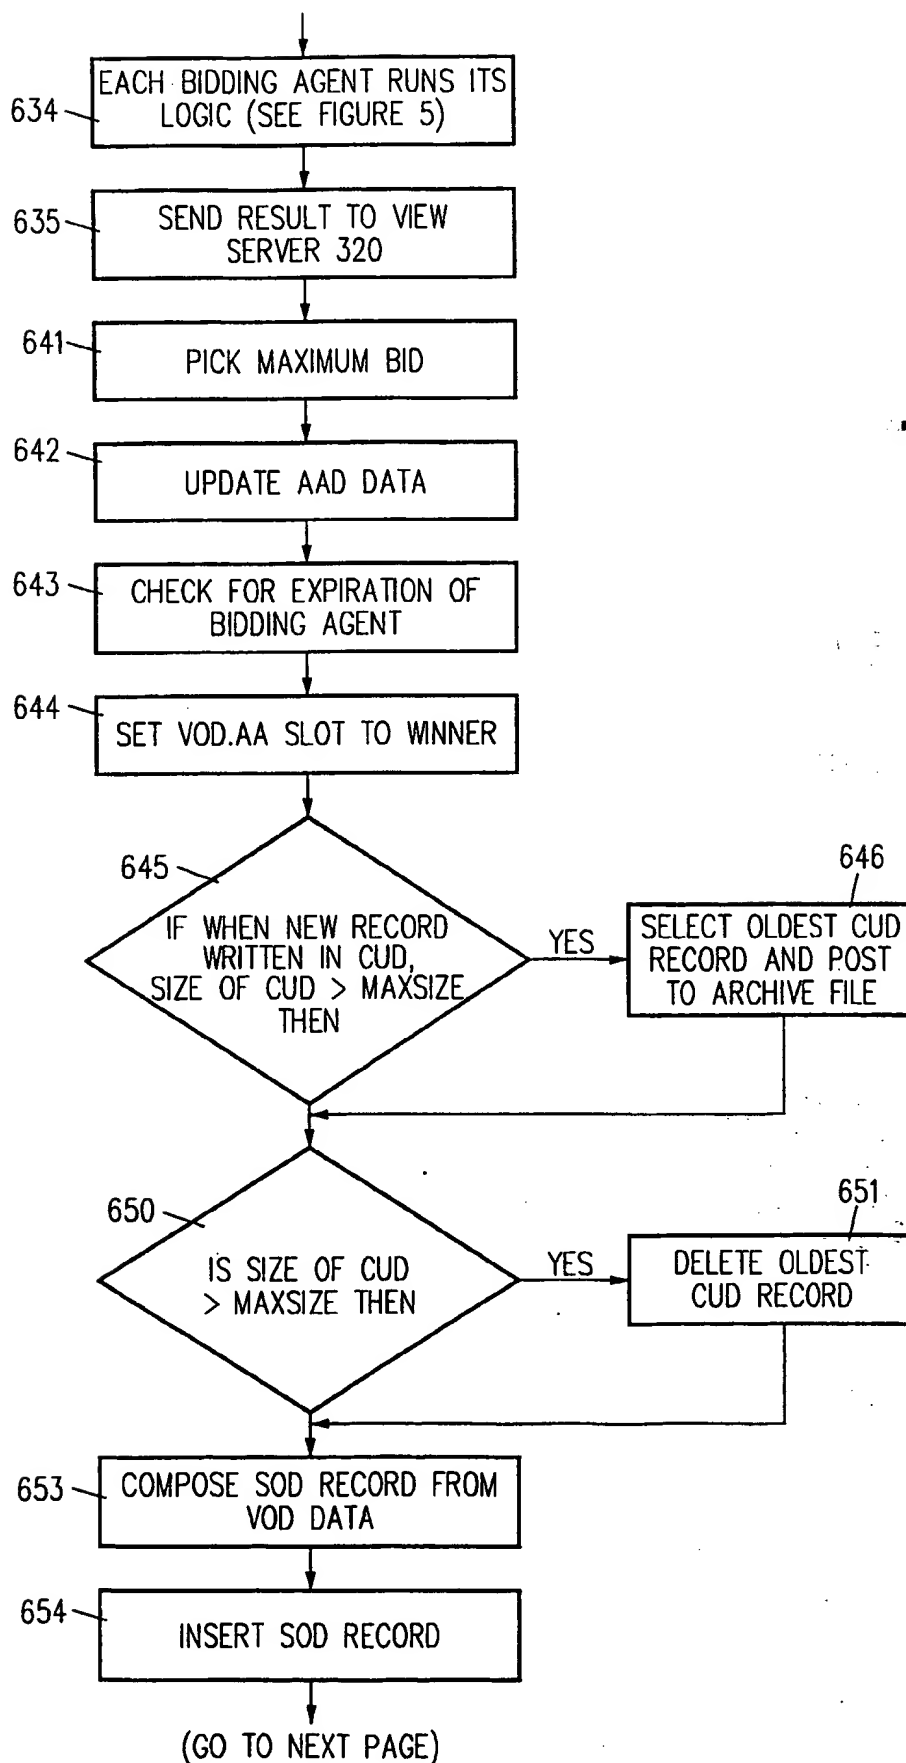 EACH BIDDING AGENT RUNS ITS
LOGIC (SEE FIGURE 5)
634
SEND RESULT TO VIEW
SERVER 320
635
641
PICK MAXIMUM BID
642
UPDATE AAD DATA
643
CHECK FOR EXPIRATION OF
BIDDING AGENT
644
SET VOD.AA SLOT TO WINNER
645
IF WHEN NEW RECORD
WRITTEN IN CUD,
SIZE OF CUD > MAXSIZE
THEN
YES
646
SELECT OLDEST CUD
RECORD AND POST
TO ARCHIVE FILE
650
IS SIZE OF CUD
> MAXSIZE THEN
YES
651
DELETE OLDEST
CUD RECORD
653
COMPOSE SOD RECORD FROM
VOD DATA
654
INSERT SOD RECORD
(GO TO NEXT PAGE)